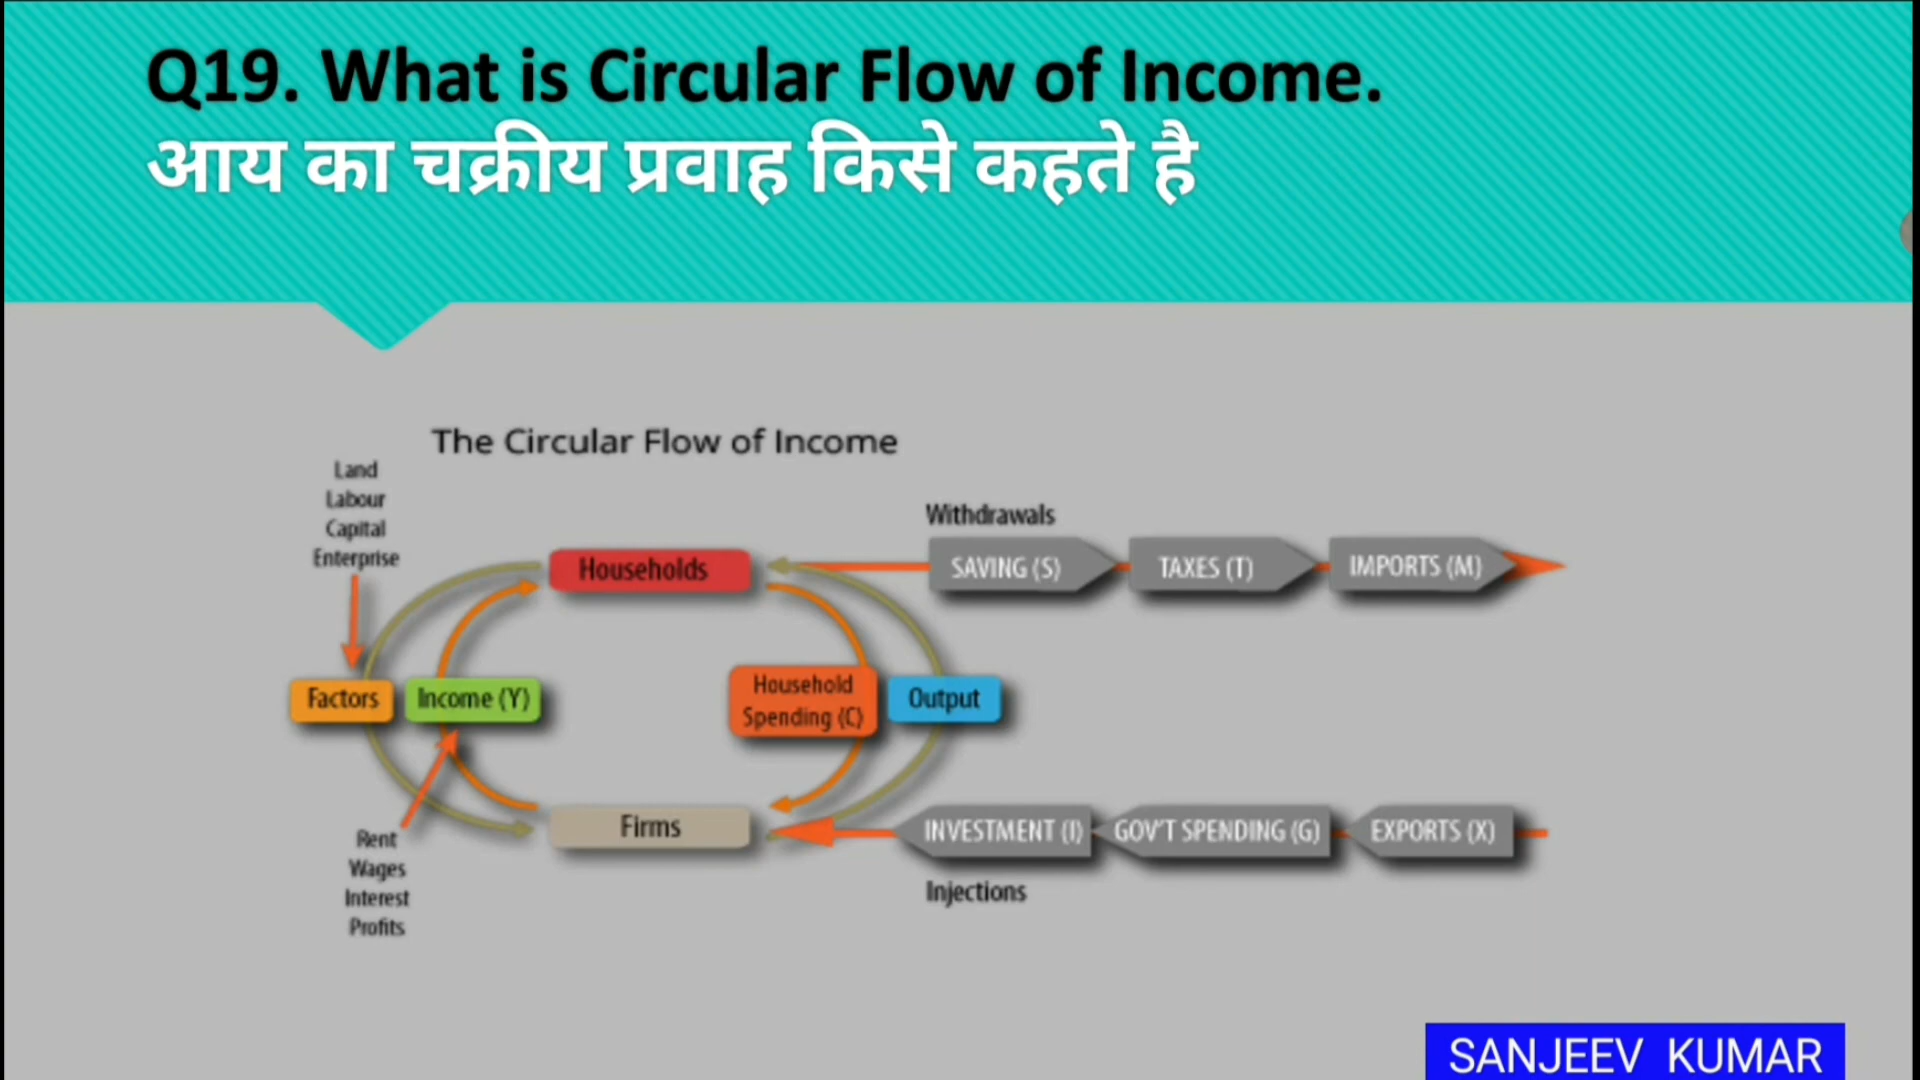 Q19. What is Circular Flow of Income.
आय का चक्रीय प्रवाह किसे कहते है
The Circular Flow of Income
Land
Labour
Capital
Enterprise
Withdrawals
Households
SAVING (S)
TAXES (T)
IMPORTS (M)
Factors
Income (Y)
Household
Spending (C)
Output
Firms
INVESTMENT (I)
GOV'T SPENDING (G)
EXPORTS (X)
Rent
Wages
Interest
Profits
Injections
SANJEEV KUMAR